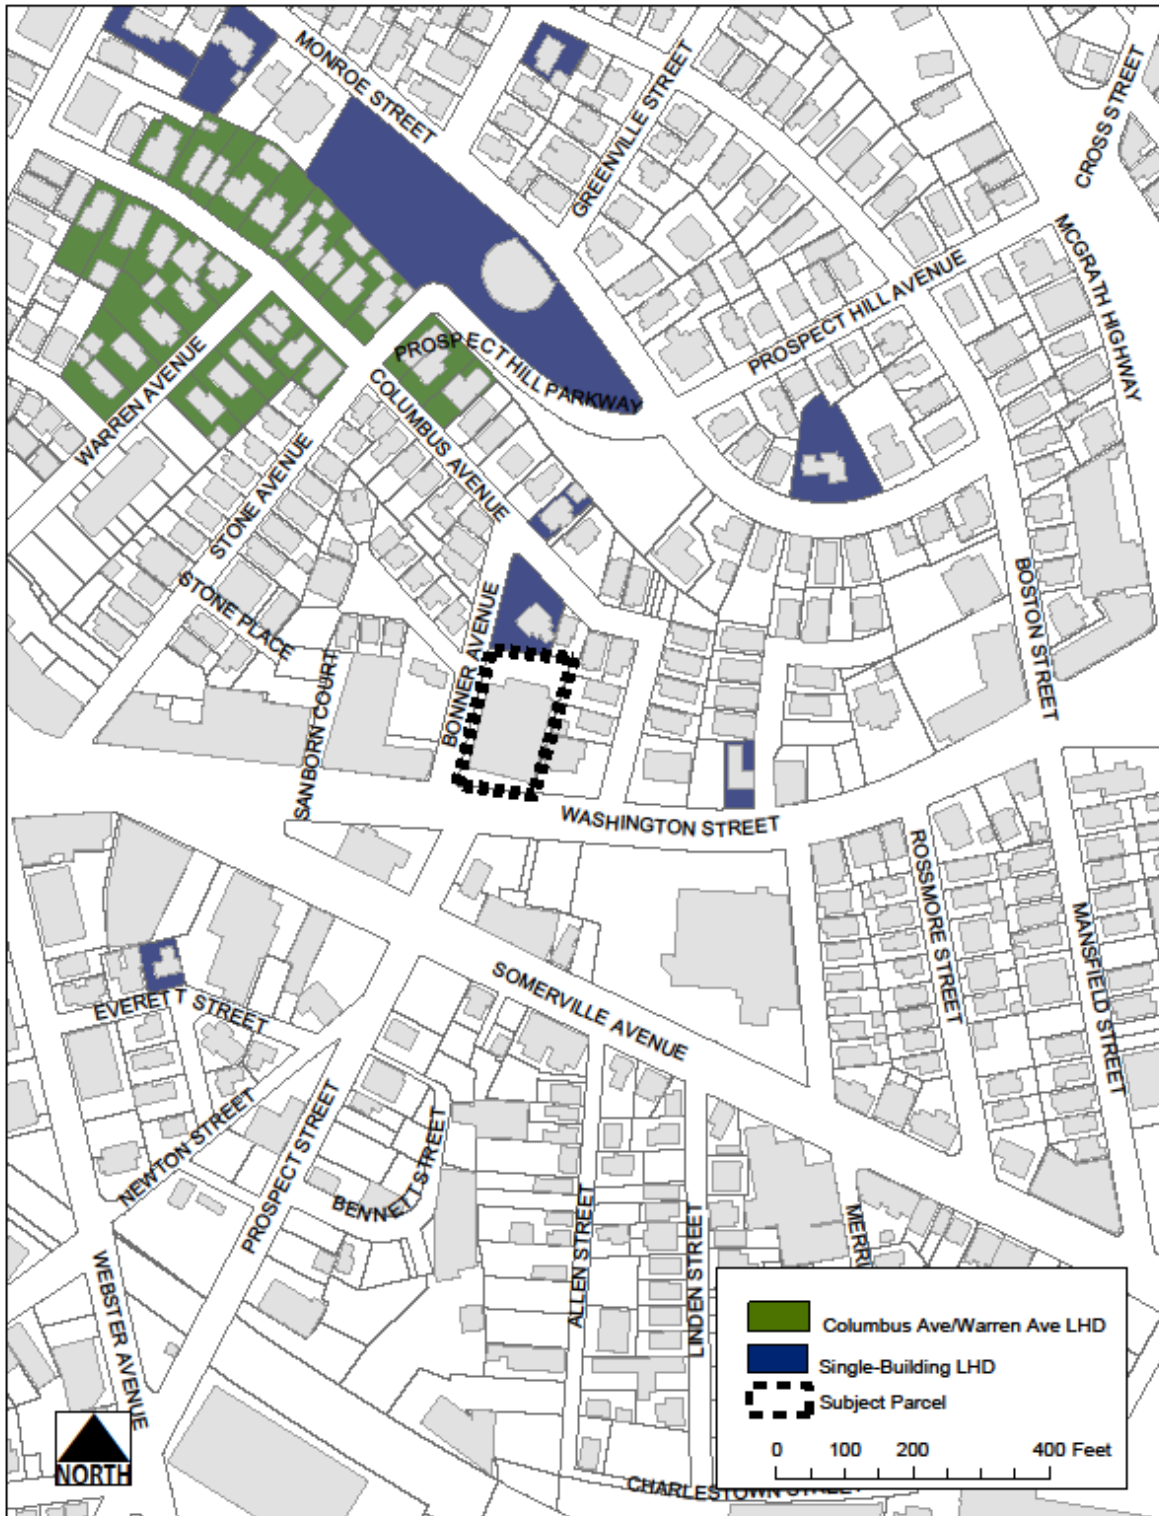 MONROE STREET
GREENVILLE STREET
CROSS STREET
MCGRATH HIGHWAY
PROSPECT HILL AVENUE
PROSPECT HILL PARKWAY
WARREN AVENUE
COLUMBUS AVENUE
STONE AVENUE
STONE PLACE
BONNER AVENUE
SANBORN COURT
BOSTON STREET
WASHINGTON STREET
ROSSMORE STREET
MANSFIELD STREET
SOMERVILLE AVENUE
EVERETT STREET
NEWTON STREET
PROSPECT STREET
BENNETT STREET
ALLEN STREET
LINDEN STREET
WEBSTER AVENUE
CHARLESTOWN STREET
Columbus Ave/Warren Ave LHD
Single-Building LHD
Subject Parcel
0 100 200 400 Feet
NORTH